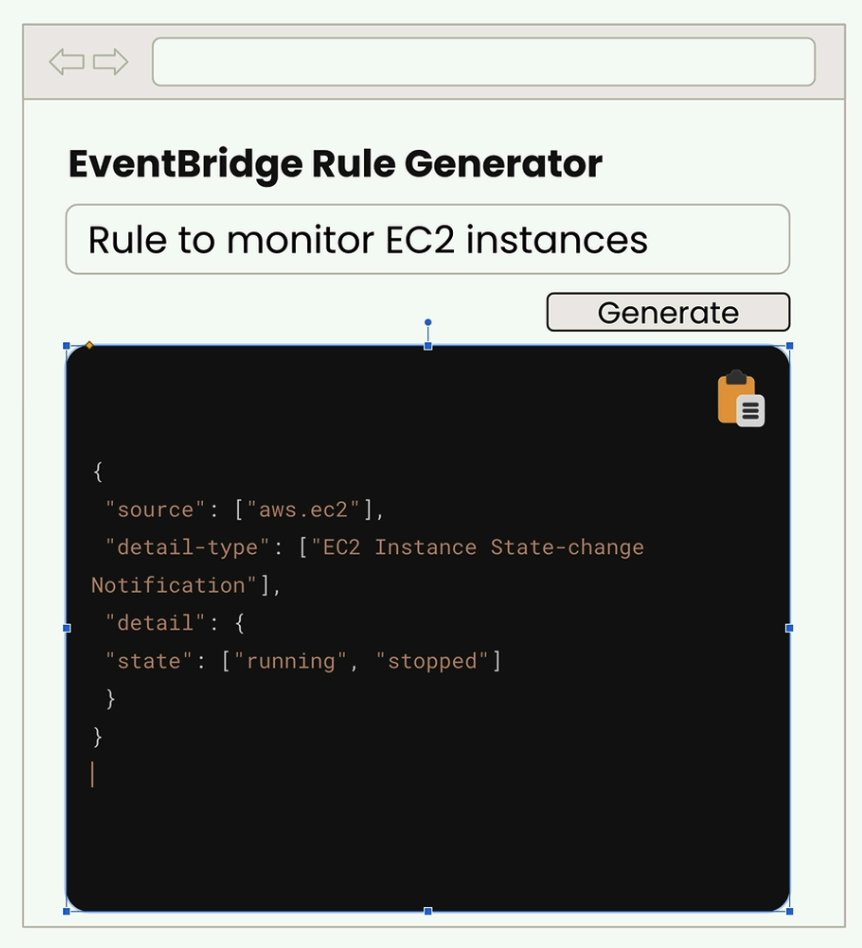 EventBridge Rule Generator
Rule to monitor EC2 instances
Generate
{
 "source": ["aws.ec2"],
 "detail-type": ["EC2 Instance State-change
Notification"],
 "detail": {
 "state": ["running", "stopped"]
 }
}